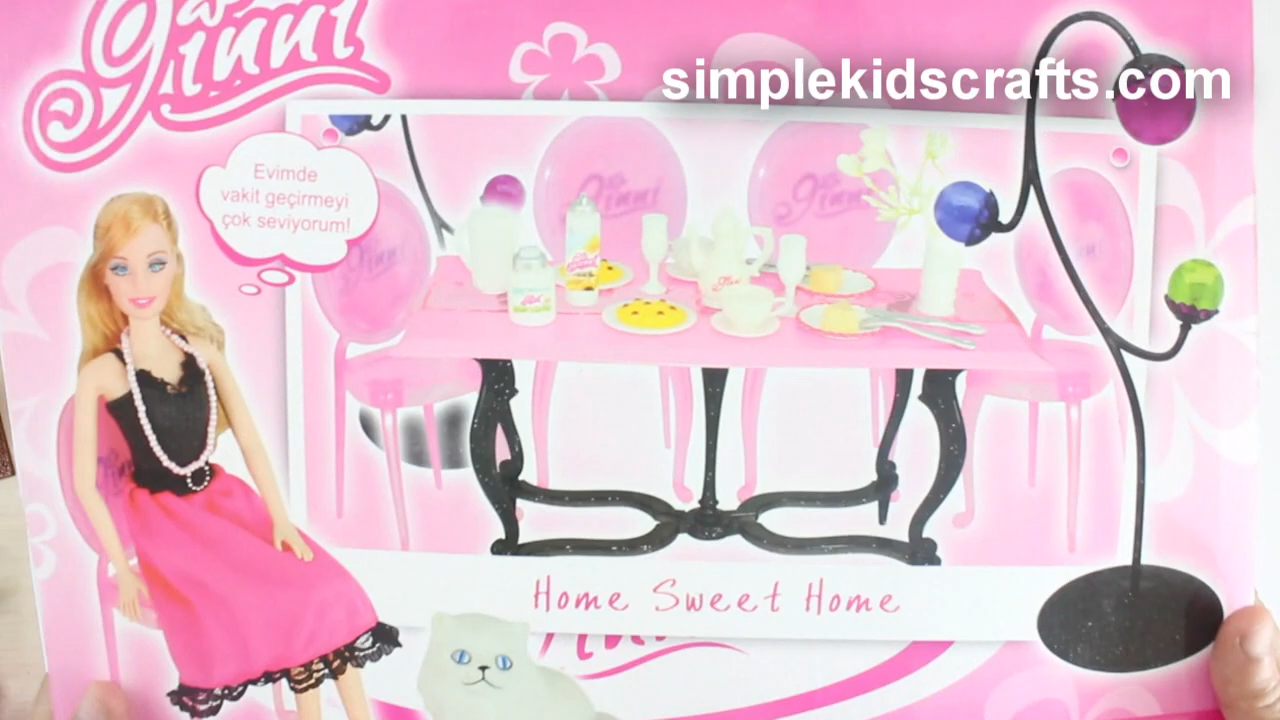 simplekidscrafts.com
ginni
Evimde
vakit geçirmeyi
çok seviyorum!
Home Sweet Home